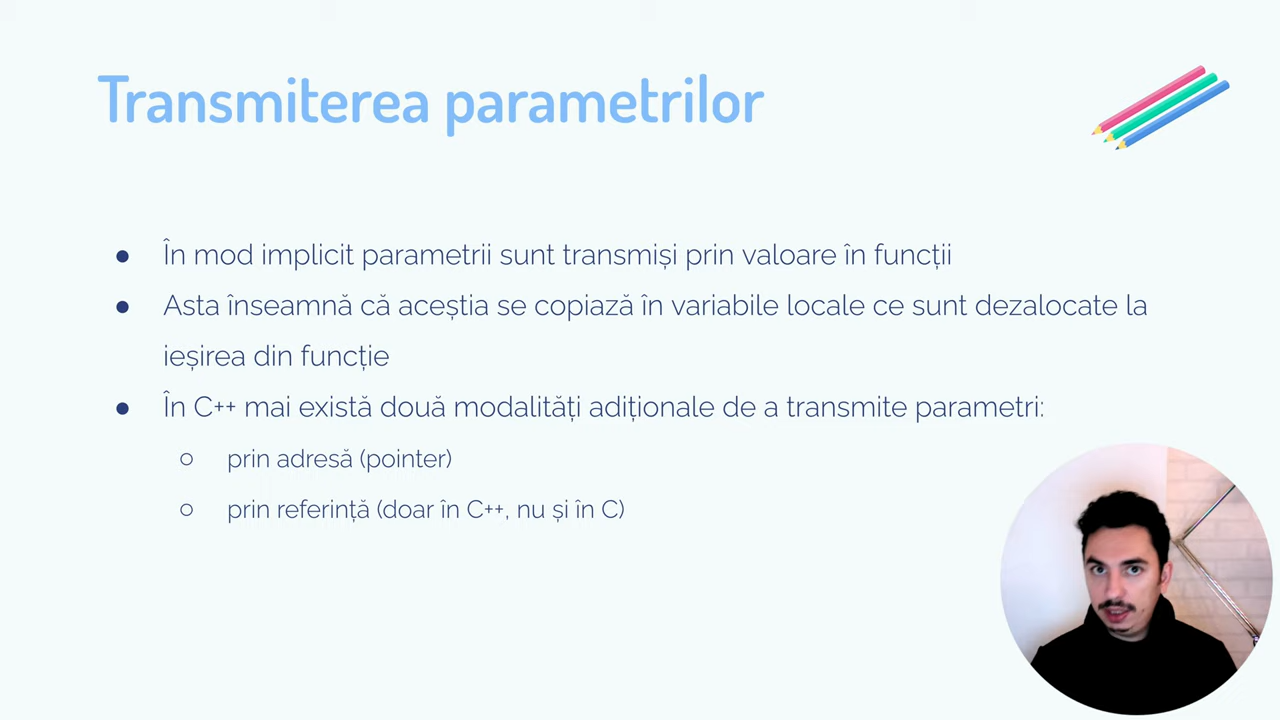 Transmiterea parametrilor
● În mod implicit parametrii sunt transmiși prin valoare în funcții
● Asta înseamnă că aceștia se copiază în variabile locale ce sunt dezalocate la
ieșirea din funcție
● În C++ mai există două modalități adiționale de a transmite parametri:
○ prin adresă (pointer)
○ prin referință (doar în C++, nu și în C)